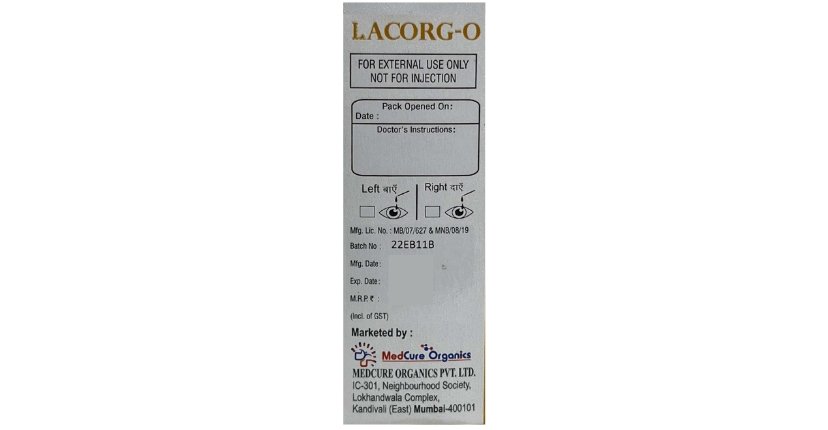 LACORG-O
FOR EXTERNAL USE ONLY
NOT FOR INJECTION
Pack Opened On:
Date :
Doctor's Instructions:
Left बाएँ Right दाएँ
Mfg. Lic. No. : MB/07/627 & MNB/08/19
Batch No : 22EB11B
Mfg. Date:
Exp. Date:
M.R.P. ₹ :
(Incl. of GST)
Marketed by :
MedCure Organics
MEDCURE ORGANICS PVT. LTD.
IC-301, Neighbourhood Society,
Lokhandwala Complex,
Kandivali (East) Mumbai-400101